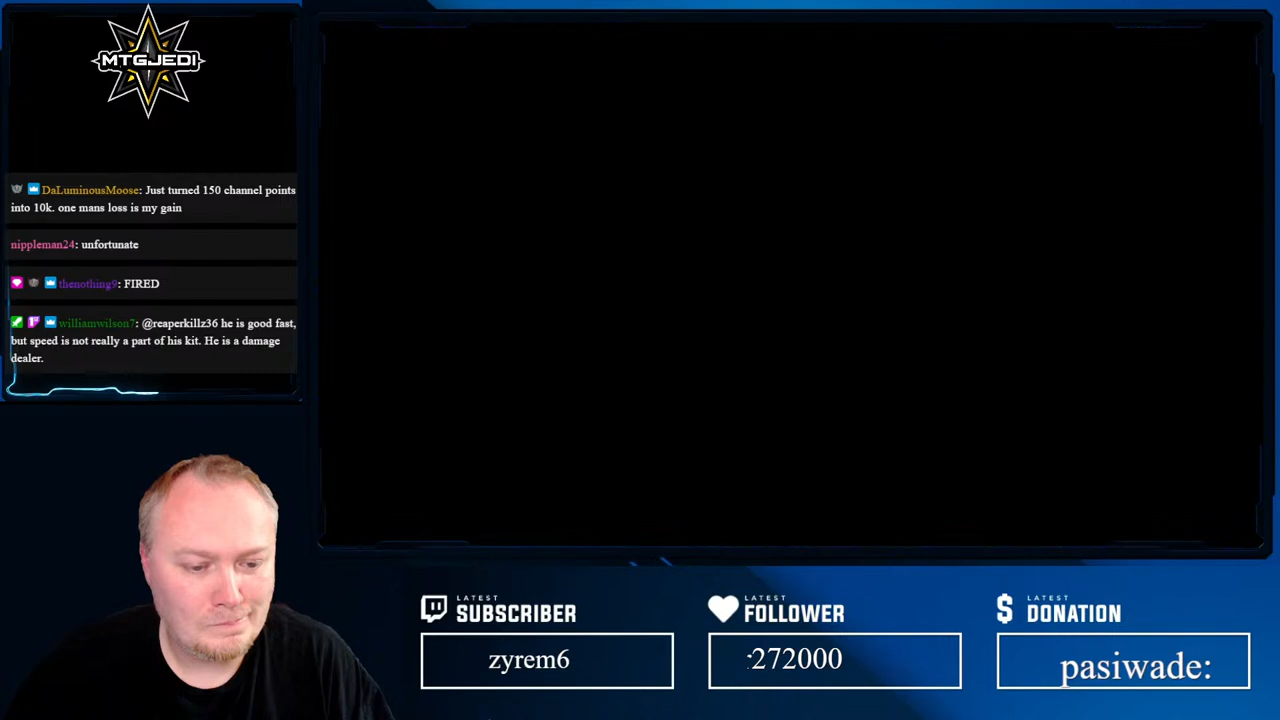 MTGJEDI
DaLuminousMoose: Just turned 150 channel points
into 10k. one mans loss is my gain
nippleman24: unfortunate
thenothing9: FIRED
williamwilson7: @reaperkillz36 he is good fast,
but speed is not really a part of his kit. He is a damage
dealer.
LATEST
SUBSCRIBER
zyrem6
LATEST
FOLLOWER
:272000
LATEST
$ DONATION
pasiwade: